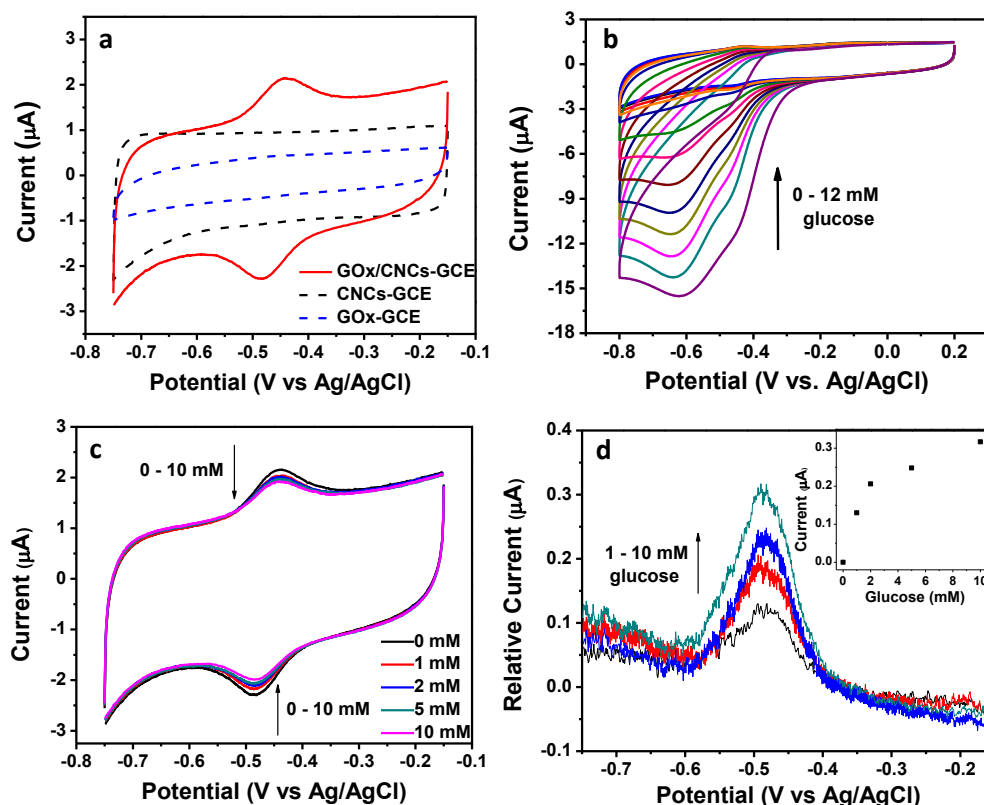 a
3
2
1
0
-1
-2
-3
Current (μA)
GOx/CNCs-GCE
CNCs-GCE
GOx-GCE
-0.8 -0.7 -0.6 -0.5 -0.4 -0.3 -0.2 -0.1
Potential (V vs Ag/AgCl)
b
3
0
-3
-6
-9
-12
-15
-18
Current (μA)
0 - 12 mM
glucose
-0.8 -0.6 -0.4 -0.2 0.0 0.2
Potential (V vs. Ag/AgCl)
c
3
2
1
0
-1
-2
-3
Current (μA)
0 - 10 mM
0 - 10 mM
0 mM
1 mM
2 mM
5 mM
10 mM
-0.8 -0.7 -0.6 -0.5 -0.4 -0.3 -0.2 -0.1
Potential (V vs Ag/AgCl)
d
0.4
0.3
0.2
0.1
0.0
-0.1
Relative Current (μA)
1 - 10 mM
glucose
0.3
0.2
0.1
0.0
Current (μA)
0 2 4 6 8 10
Glucose (mM)
-0.7 -0.6 -0.5 -0.4 -0.3 -0.2
Potential (V vs Ag/AgCl)